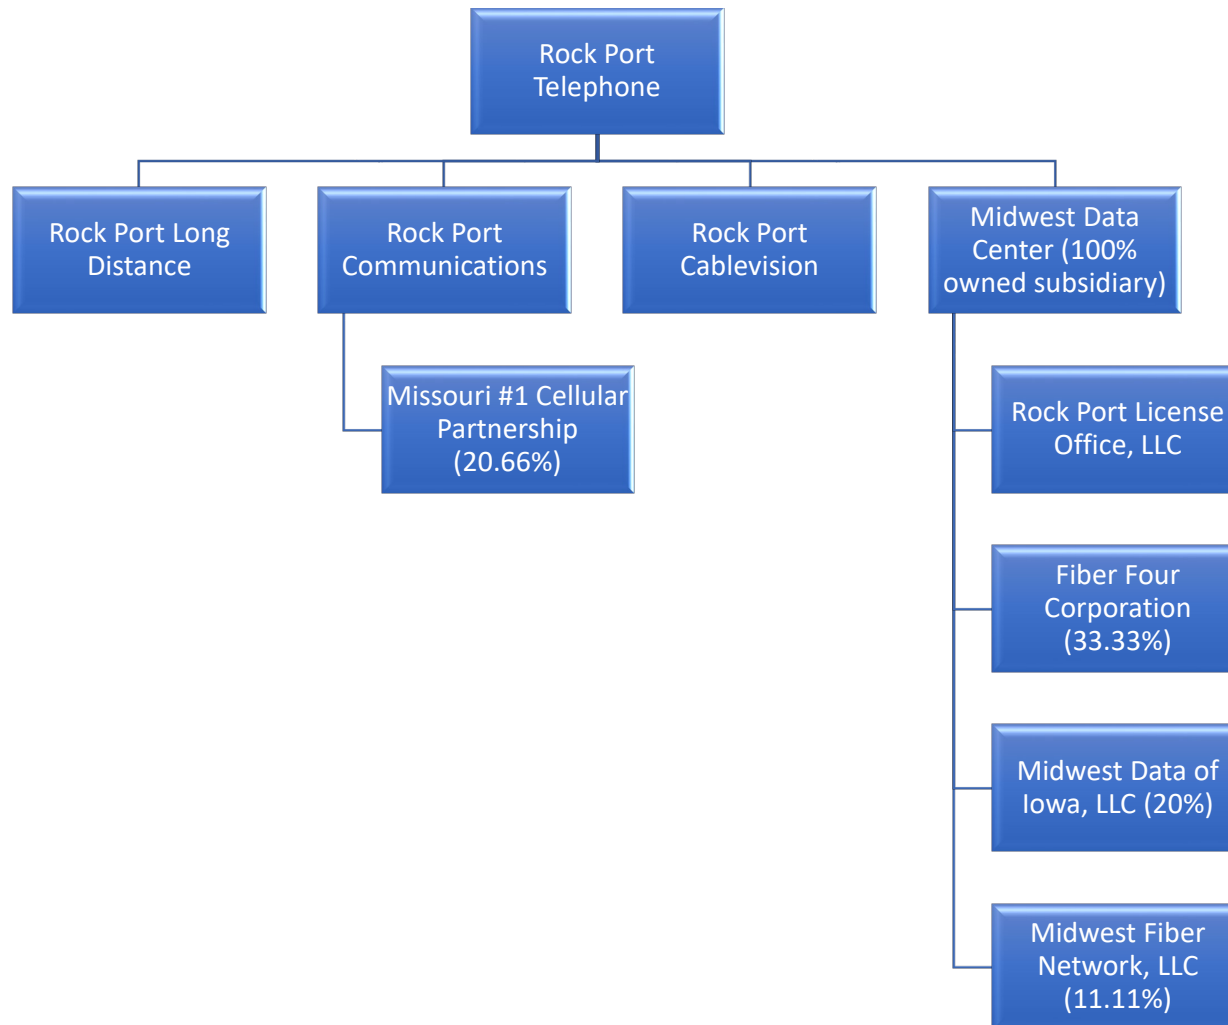 Rock Port
Telephone
Rock Port Long
Distance
Rock Port
Communications
Rock Port
Cablevision
Midwest Data
Center (100%
owned subsidiary)
Missouri #1 Cellular
Partnership
(20.66%)
Rock Port License
Office, LLC
Fiber Four
Corporation
(33.33%)
Midwest Data of
Iowa, LLC (20%)
Midwest Fiber
Network, LLC
(11.11%)